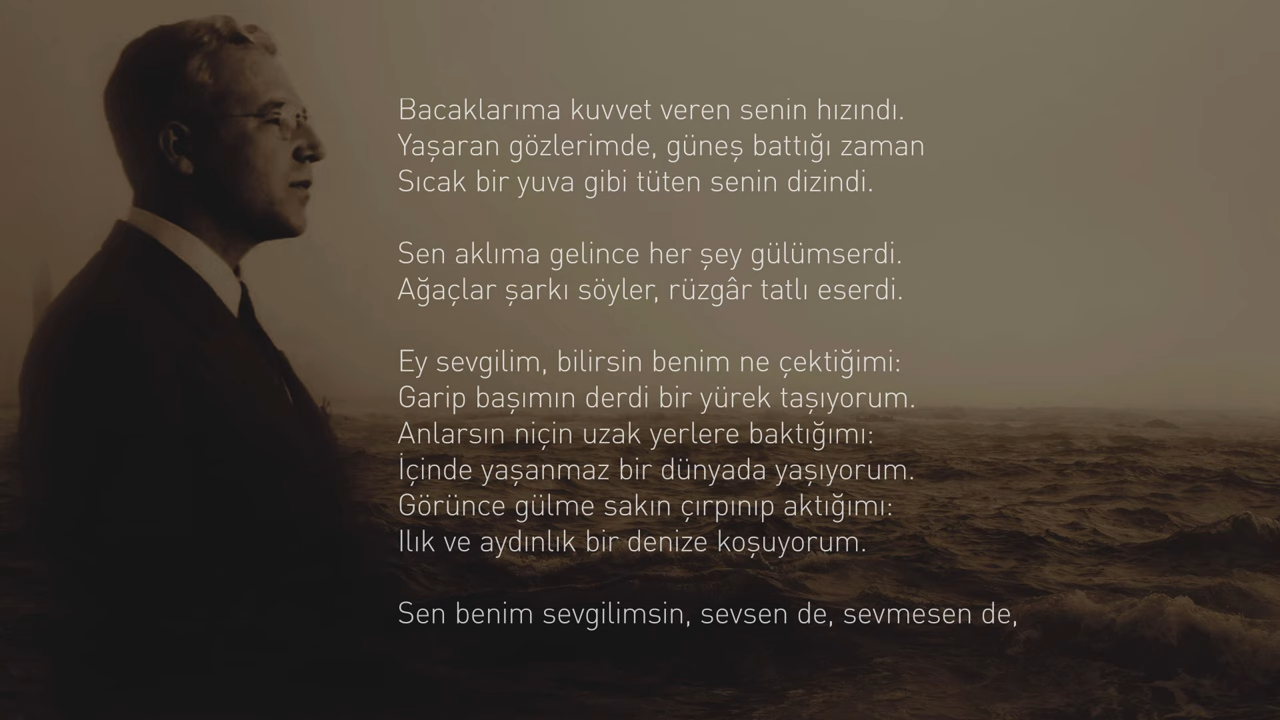 Bacaklarıma kuvvet veren senin hızındı.
Yaşaran gözlerimde, güneş battığı zaman
Sıcak bir yuva gibi tüten senin dizindi.
Sen aklıma gelince her şey gülümserdi.
Ağaçlar şarkı söyler, rüzgâr tatlı eserdi.
Ey sevgilim, bilirsin benim ne çektiğimi:
Garip başımın derdi bir yürek taşıyorum.
Anlarsın niçin uzak yerlere baktığımı:
İçinde yaşanmaz bir dünyada yaşıyorum.
Görünce gülme sakın çırpınıp aktığımı:
Ilık ve aydınlık bir denize koşuyorum.
Sen benim sevgilimsin, sevsen de, sevmesen de,